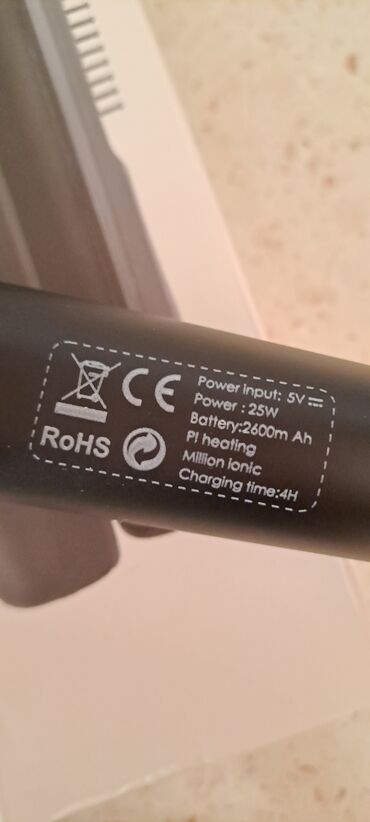 Power input: 5V
Power : 25W
Battery:2600m Ah
PI heating
Million ionic
Charging time:4H
CE
RoHS